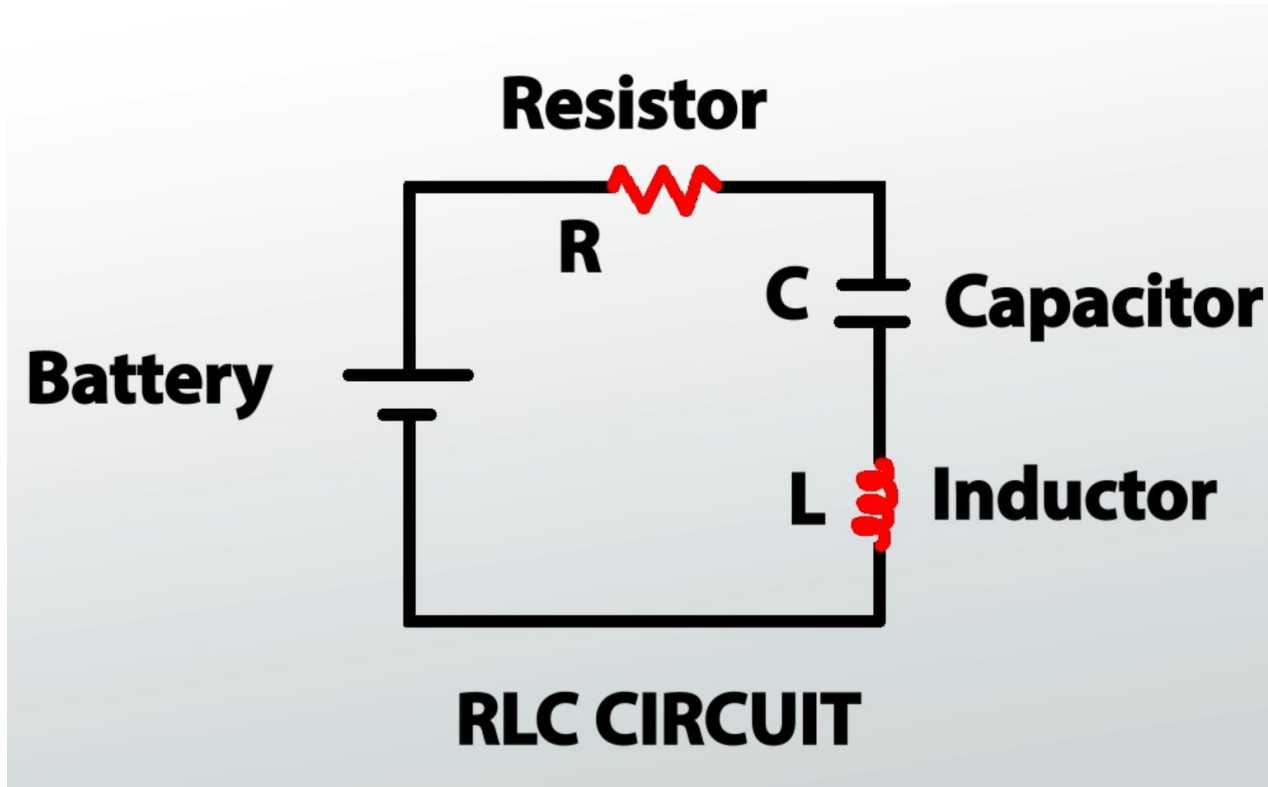 Resistor
R
C Capacitor
Battery
L Inductor
RLC CIRCUIT